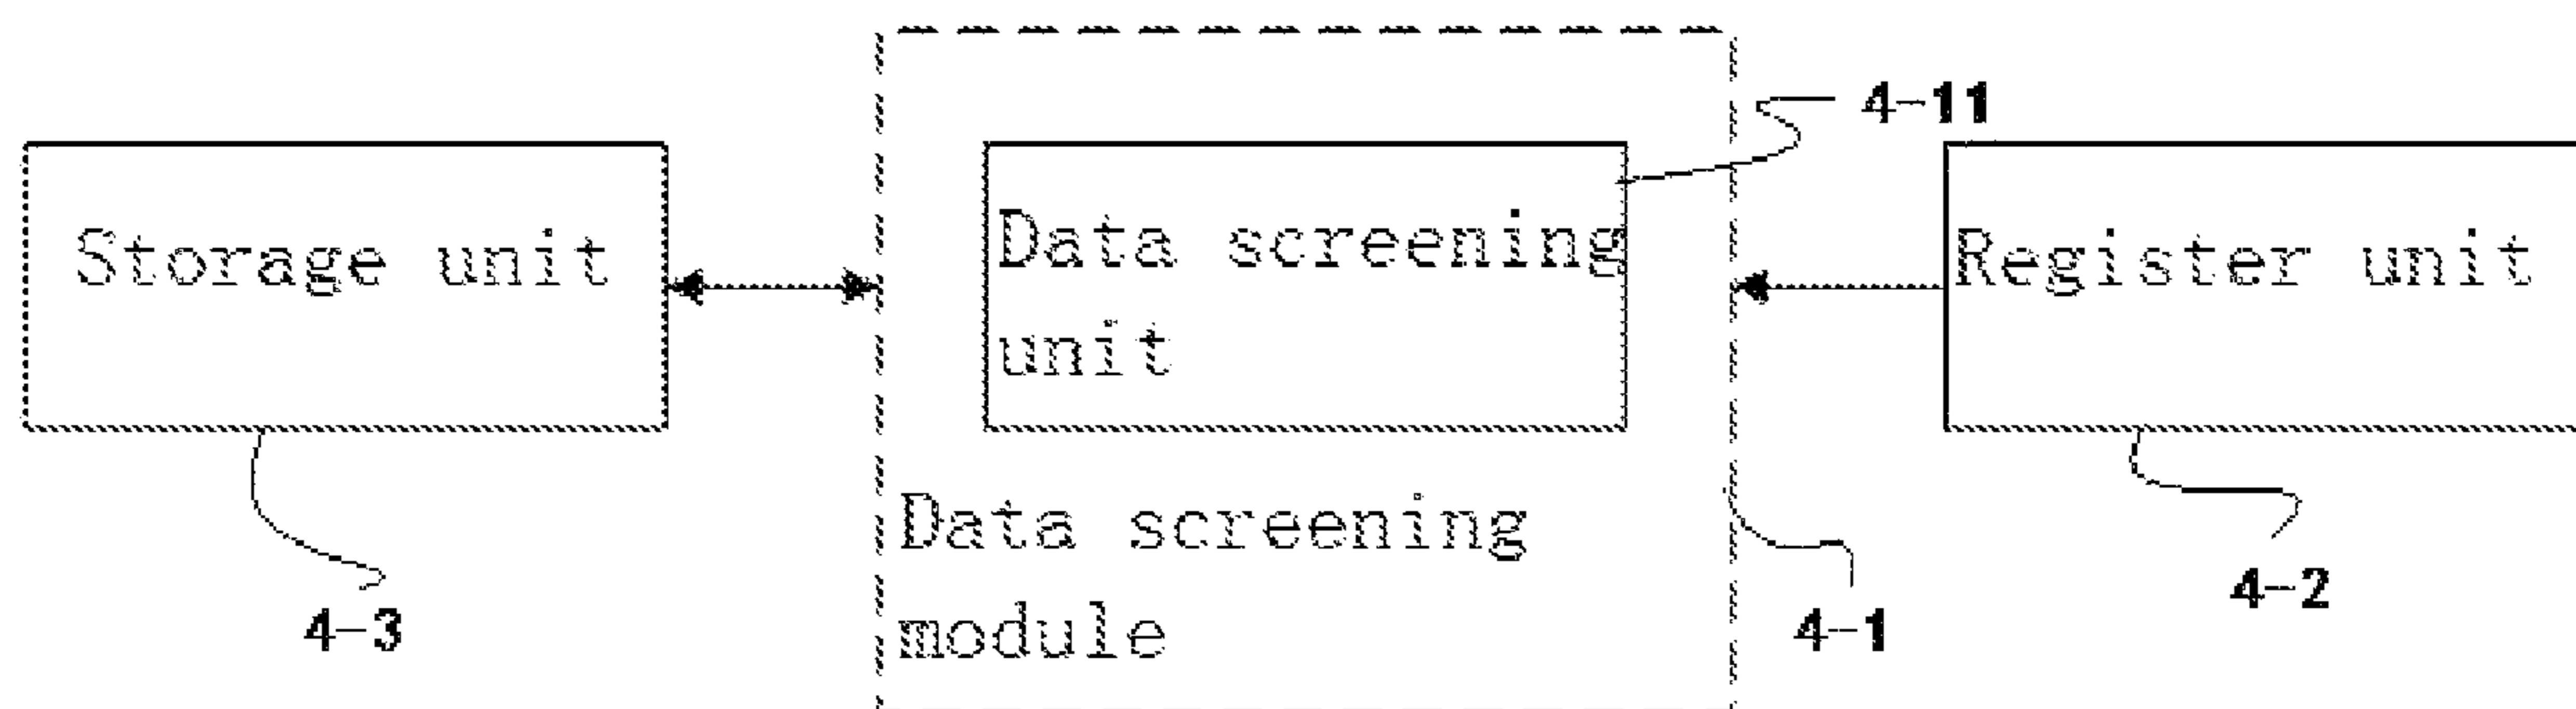 4-11
Storage unit
Data screening
unit
Register unit
Data screening
module
4-3
4-1
4-2